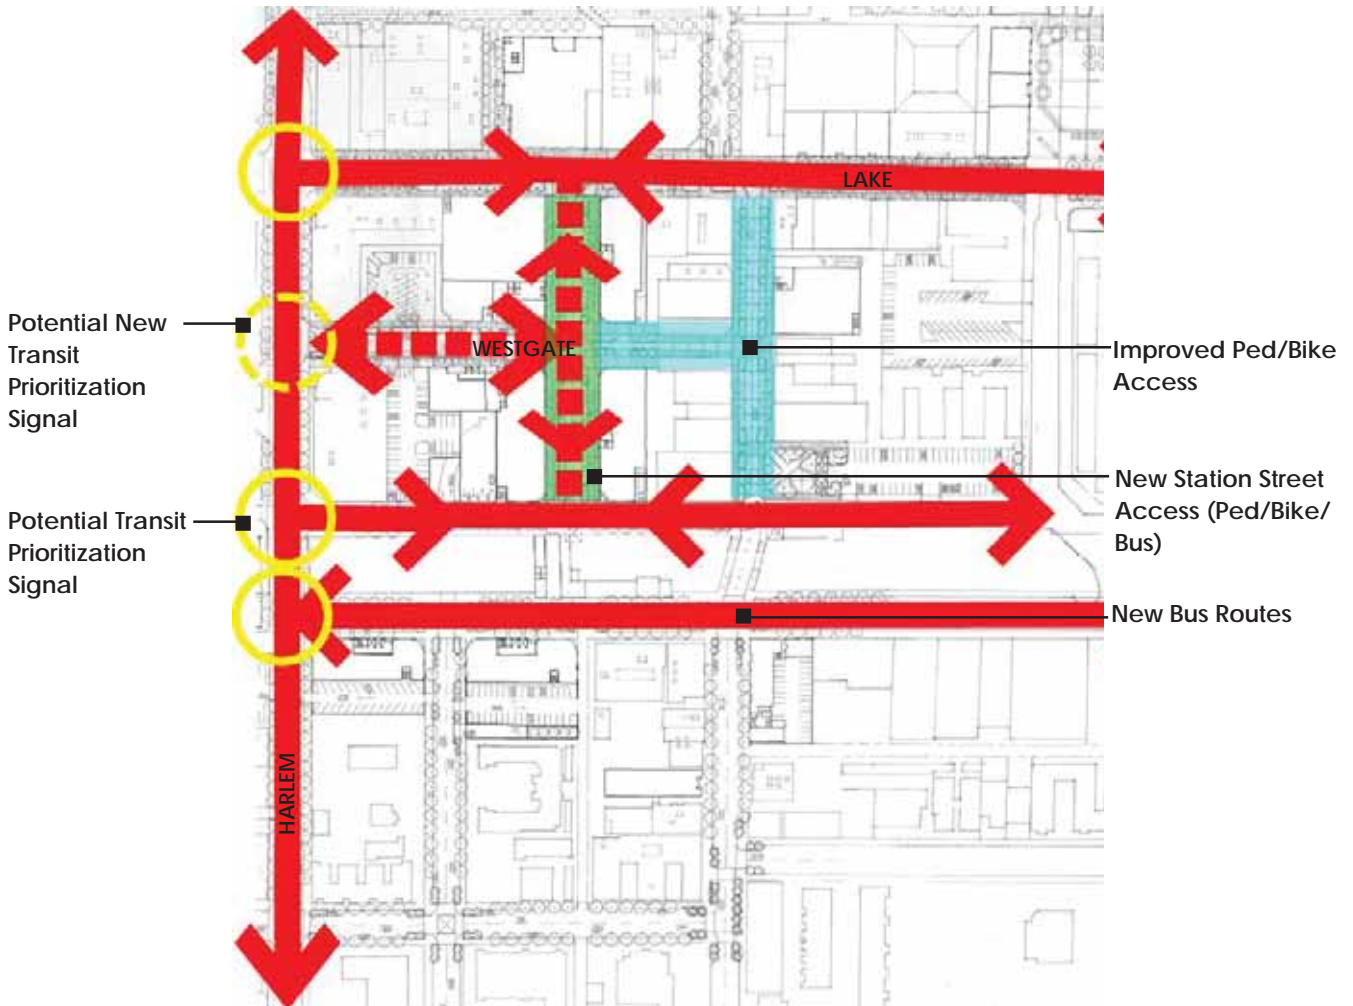 LAKE
Potential New
Transit
Prioritization
Signal
WESTGATE
Improved Ped/Bike
Access
New Station Street
Access (Ped/Bike/
Bus)
Potential Transit
Prioritization
Signal
New Bus Routes
HARLEM